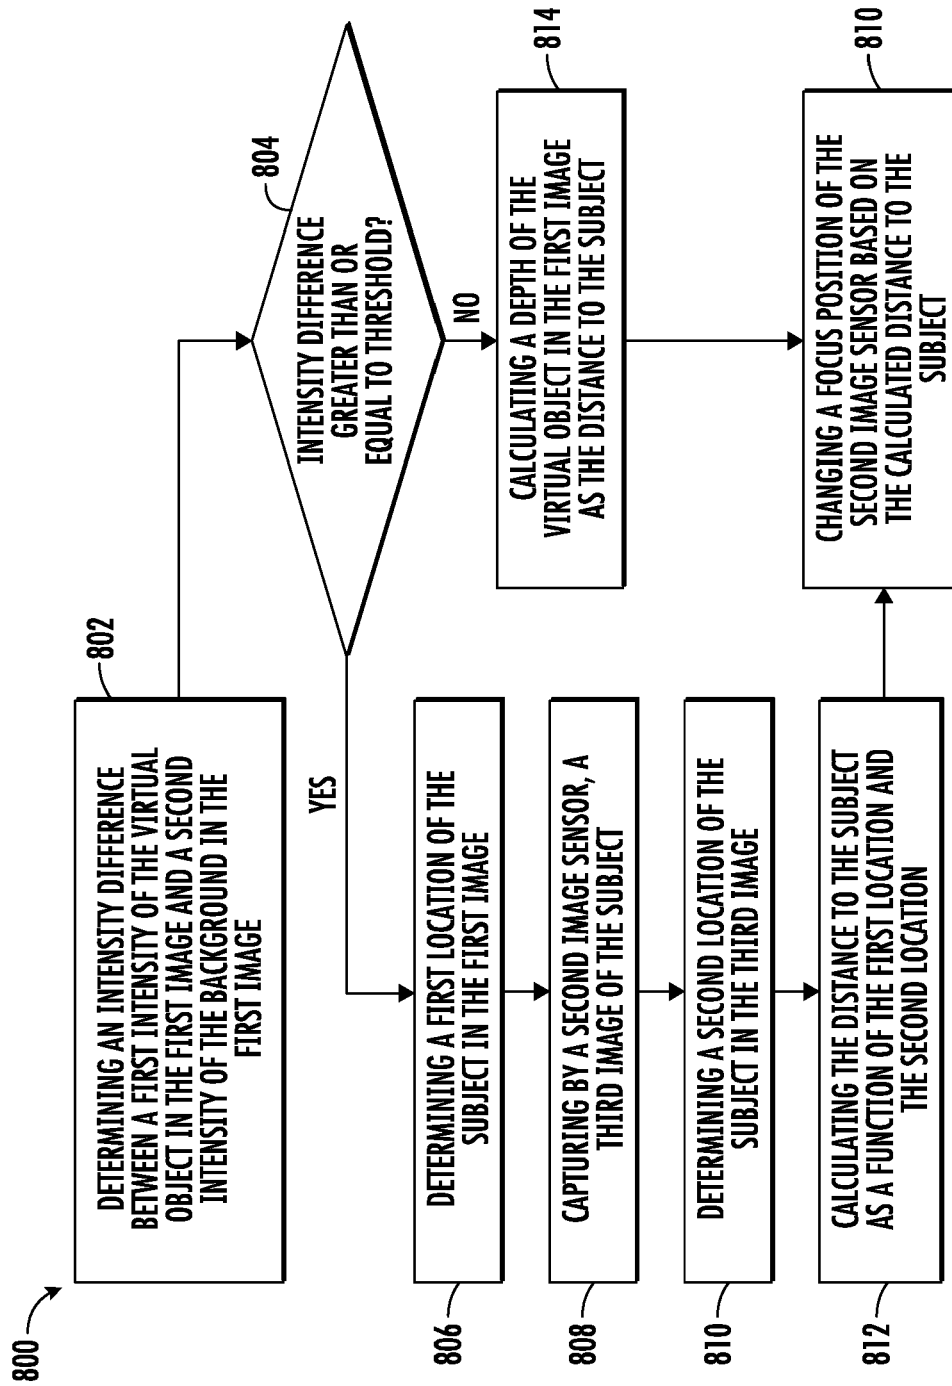 800
802
DETERMINING AN INTENSITY DIFFERENCE
BETWEEN A FIRST INTENSITY OF THE VIRTUAL
OBJECT IN THE FIRST IMAGE AND A SECOND
INTENSITY OF THE BACKGROUND IN THE
FIRST IMAGE
804
INTENSITY DIFFERENCE
GREATER THAN OR
EQUAL TO THRESHOLD?
YES
NO
806
DETERMINING A FIRST LOCATION OF THE
SUBJECT IN THE FIRST IMAGE
808
CAPTURING BY A SECOND IMAGE SENSOR, A
THIRD IMAGE OF THE SUBJECT
810
DETERMINING A SECOND LOCATION OF THE
SUBJECT IN THE THIRD IMAGE
812
CALCULATING THE DISTANCE TO THE SUBJECT
AS A FUNCTION OF THE FIRST LOCATION AND
THE SECOND LOCATION
814
CALCULATING A DEPTH OF THE
VIRTUAL OBJECT IN THE FIRST IMAGE
AS THE DISTANCE TO THE SUBJECT
810
CHANGING A FOCUS POSITION OF THE
SECOND IMAGE SENSOR BASED ON
THE CALCULATED DISTANCE TO THE
SUBJECT